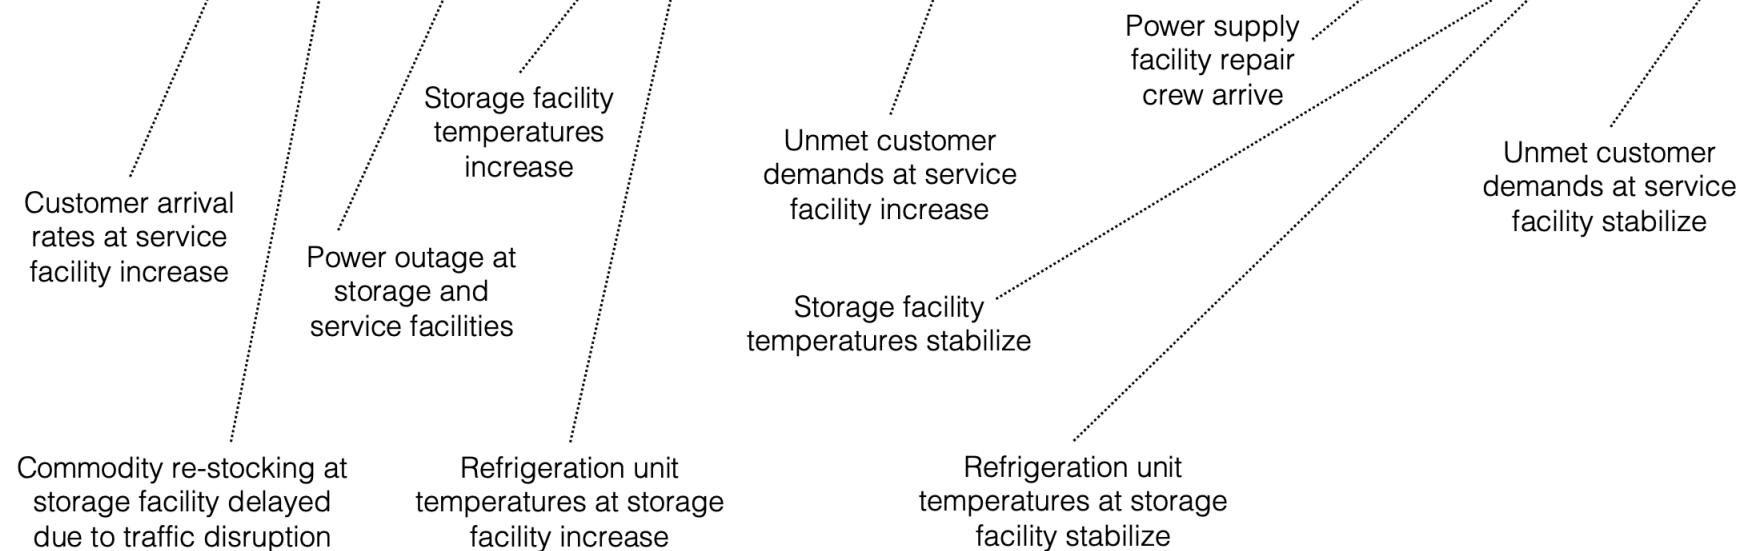 Customer arrival
rates at service
facility increase
Commodity re-stocking at
storage facility delayed
due to traffic disruption
Power outage at
storage and
service facilities
Storage facility
temperatures
increase
Refrigeration unit
temperatures at storage
facility increase
Unmet customer
demands at service
facility increase
Power supply
facility repair
crew arrive
Storage facility
temperatures stabilize
Refrigeration unit
temperatures at storage
facility stabilize
Unmet customer
demands at service
facility stabilize